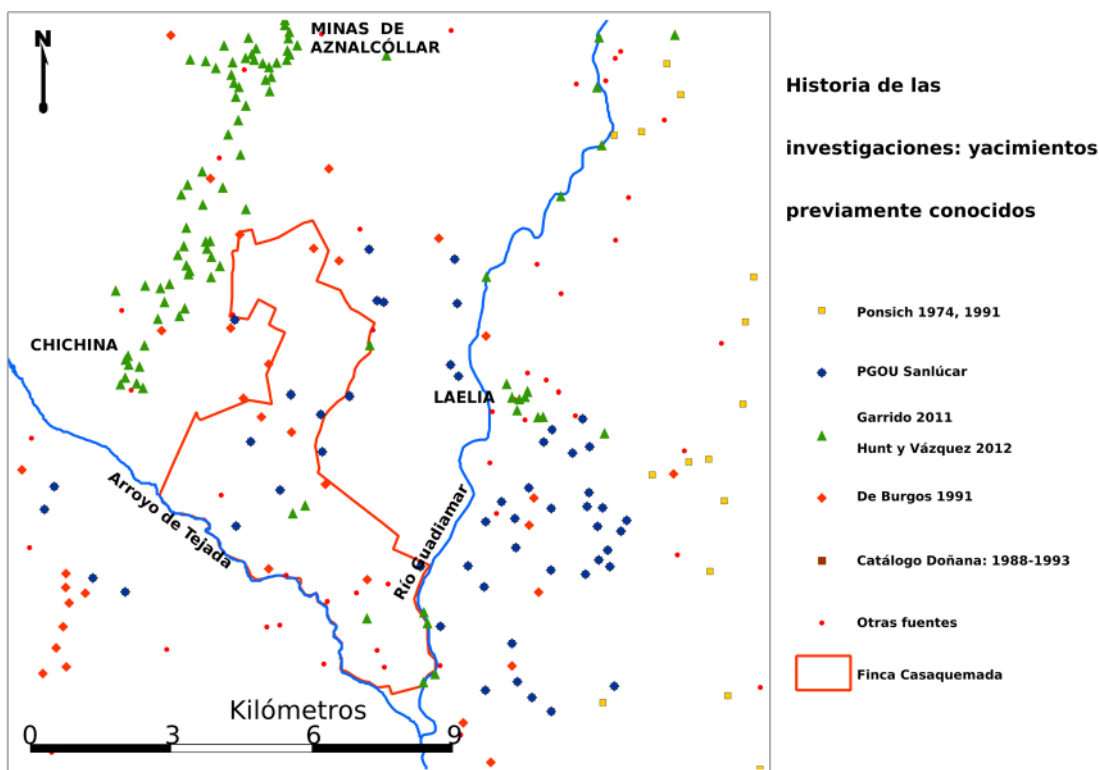 N
MINAS DE
AZNALCÓLLAR
CHICHINA
LAELIA
Arroyo de Tejada
Río Guadiamar
Kilómetros
0 3 6 9
Historia de las
investigaciones: yacimientos
previamente conocidos
Ponsich 1974, 1991
PGOU Sanlúcar
Garrido 2011
Hunt y Vázquez 2012
De Burgos 1991
Catálogo Doñana: 1988-1993
Otras fuentes
Finca Casaquemada